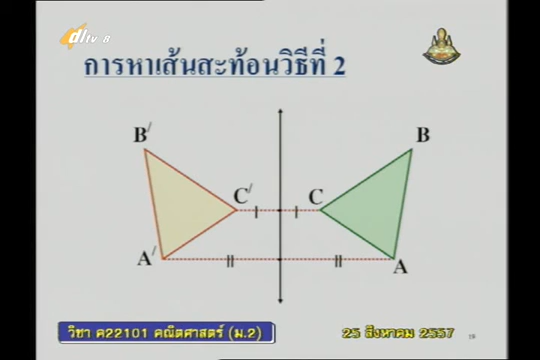 dltv 8
การหาเส้นสะท้อนวิธีที่ 2
B/ B
C/ C
A/ A
วิชา ค22101 คณิตศาสตร์ (ม.2) 25 สิงหาคม 2557 19